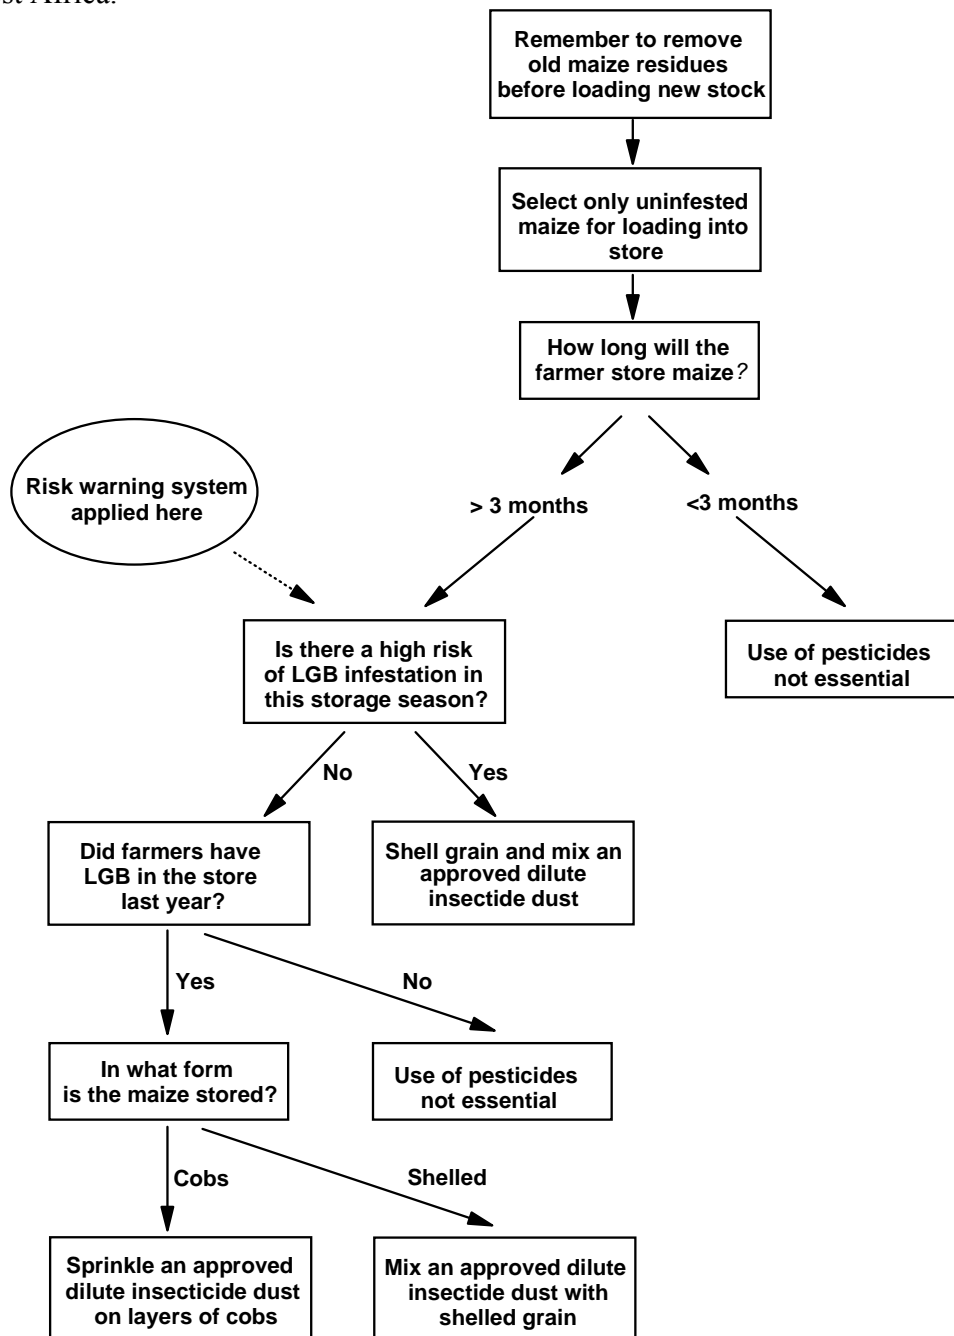 st Africa.
Remember to remove
old maize residues
before loading new stock
Select only uninfested
maize for loading into
store
How long will the
farmer store maize?
Risk warning system
applied here
> 3 months
<3 months
Is there a high risk
of LGB infestation in
this storage season?
Use of pesticides
not essential
No
Yes
Did farmers have
LGB in the store
last year?
Shell grain and mix an
approved dilute
insectide dust
Yes
No
In what form
is the maize stored?
Use of pesticides
not essential
Cobs
Shelled
Sprinkle an approved
dilute insecticide dust
on layers of cobs
Mix an approved dilute
insectide dust with
shelled grain